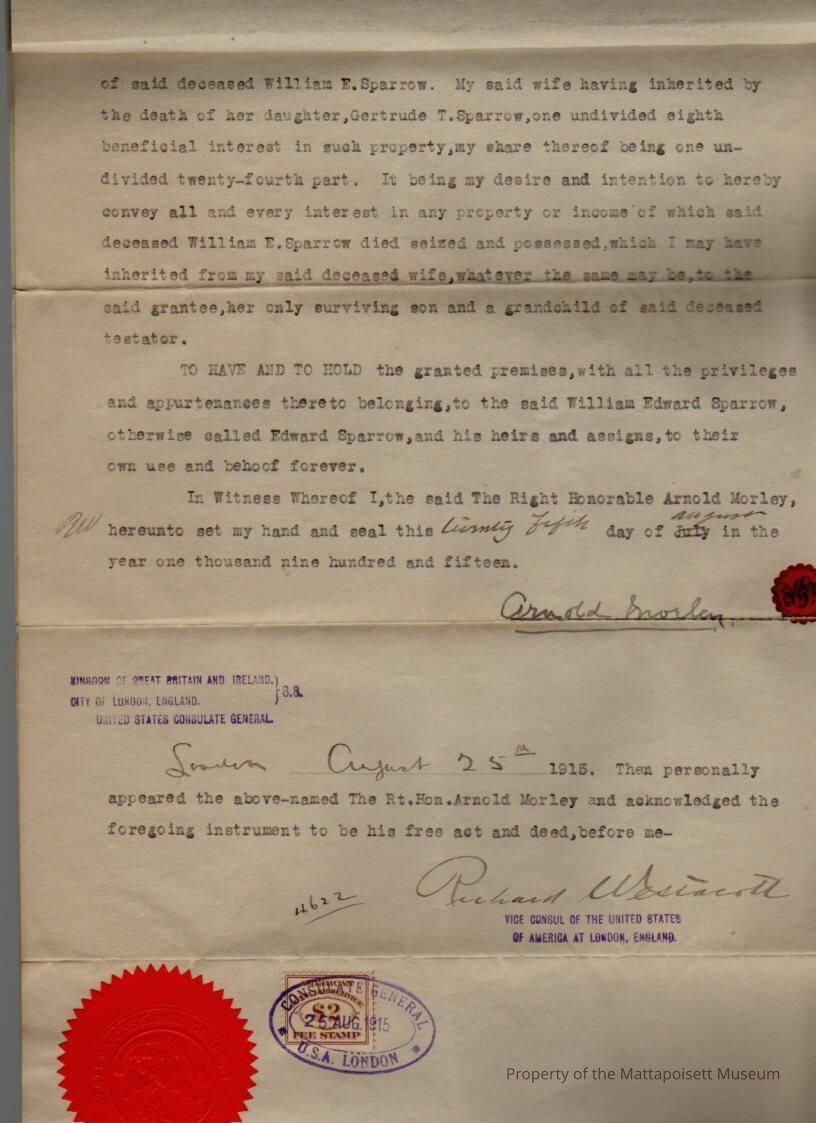 of said deceased William E.Sparrow. My said wife having inherited by
the death of her daughter,Gertrude T.Sparrow,one undivided eighth
beneficial interest in such property,my share thereof being one un-
divided twenty-fourth part. It being my desire and intention to hereby
convey all and every interest in any property or income of which said
deceased William E.Sparrow died seized and possessed,which I may have
inherited from my said deceased wife,whatever the same may be,to the
said grantee,her only surviving son and a grandchild of said deceased
testator.
TO HAVE AND TO HOLD the granted premises,with all the privileges
and appurtenances thereto belonging,to the said William Edward Sparrow,
otherwise called Edward Sparrow,and his heirs and assigns,to their
own use and behoof forever.
In Witness Whereof I,the said The Right Honorable Arnold Morley,
august
RW hereunto set my hand and seal this twenty fifth day of July in the
year one thousand nine hundred and fifteen.
Arnold Morley.
KINGDOM OF GREAT BRITAIN AND IRELAND.
CITY OF LONDON, ENGLAND. } S.S.
UNITED STATES CONSULATE GENERAL.
London August 25th 1915. Then personally
appeared the above-named The Rt.Hon.Arnold Morley and acknowledged the
foregoing instrument to be his free act and deed,before me-
Richard Westacott
4622
VICE CONSUL OF THE UNITED STATES
OF AMERICA AT LONDON, ENGLAND.
CONSULATE GENERAL
$2
25 AUG.1915
FEE STAMP
U.S.A. LONDON
Property of the Mattapoisett Museum